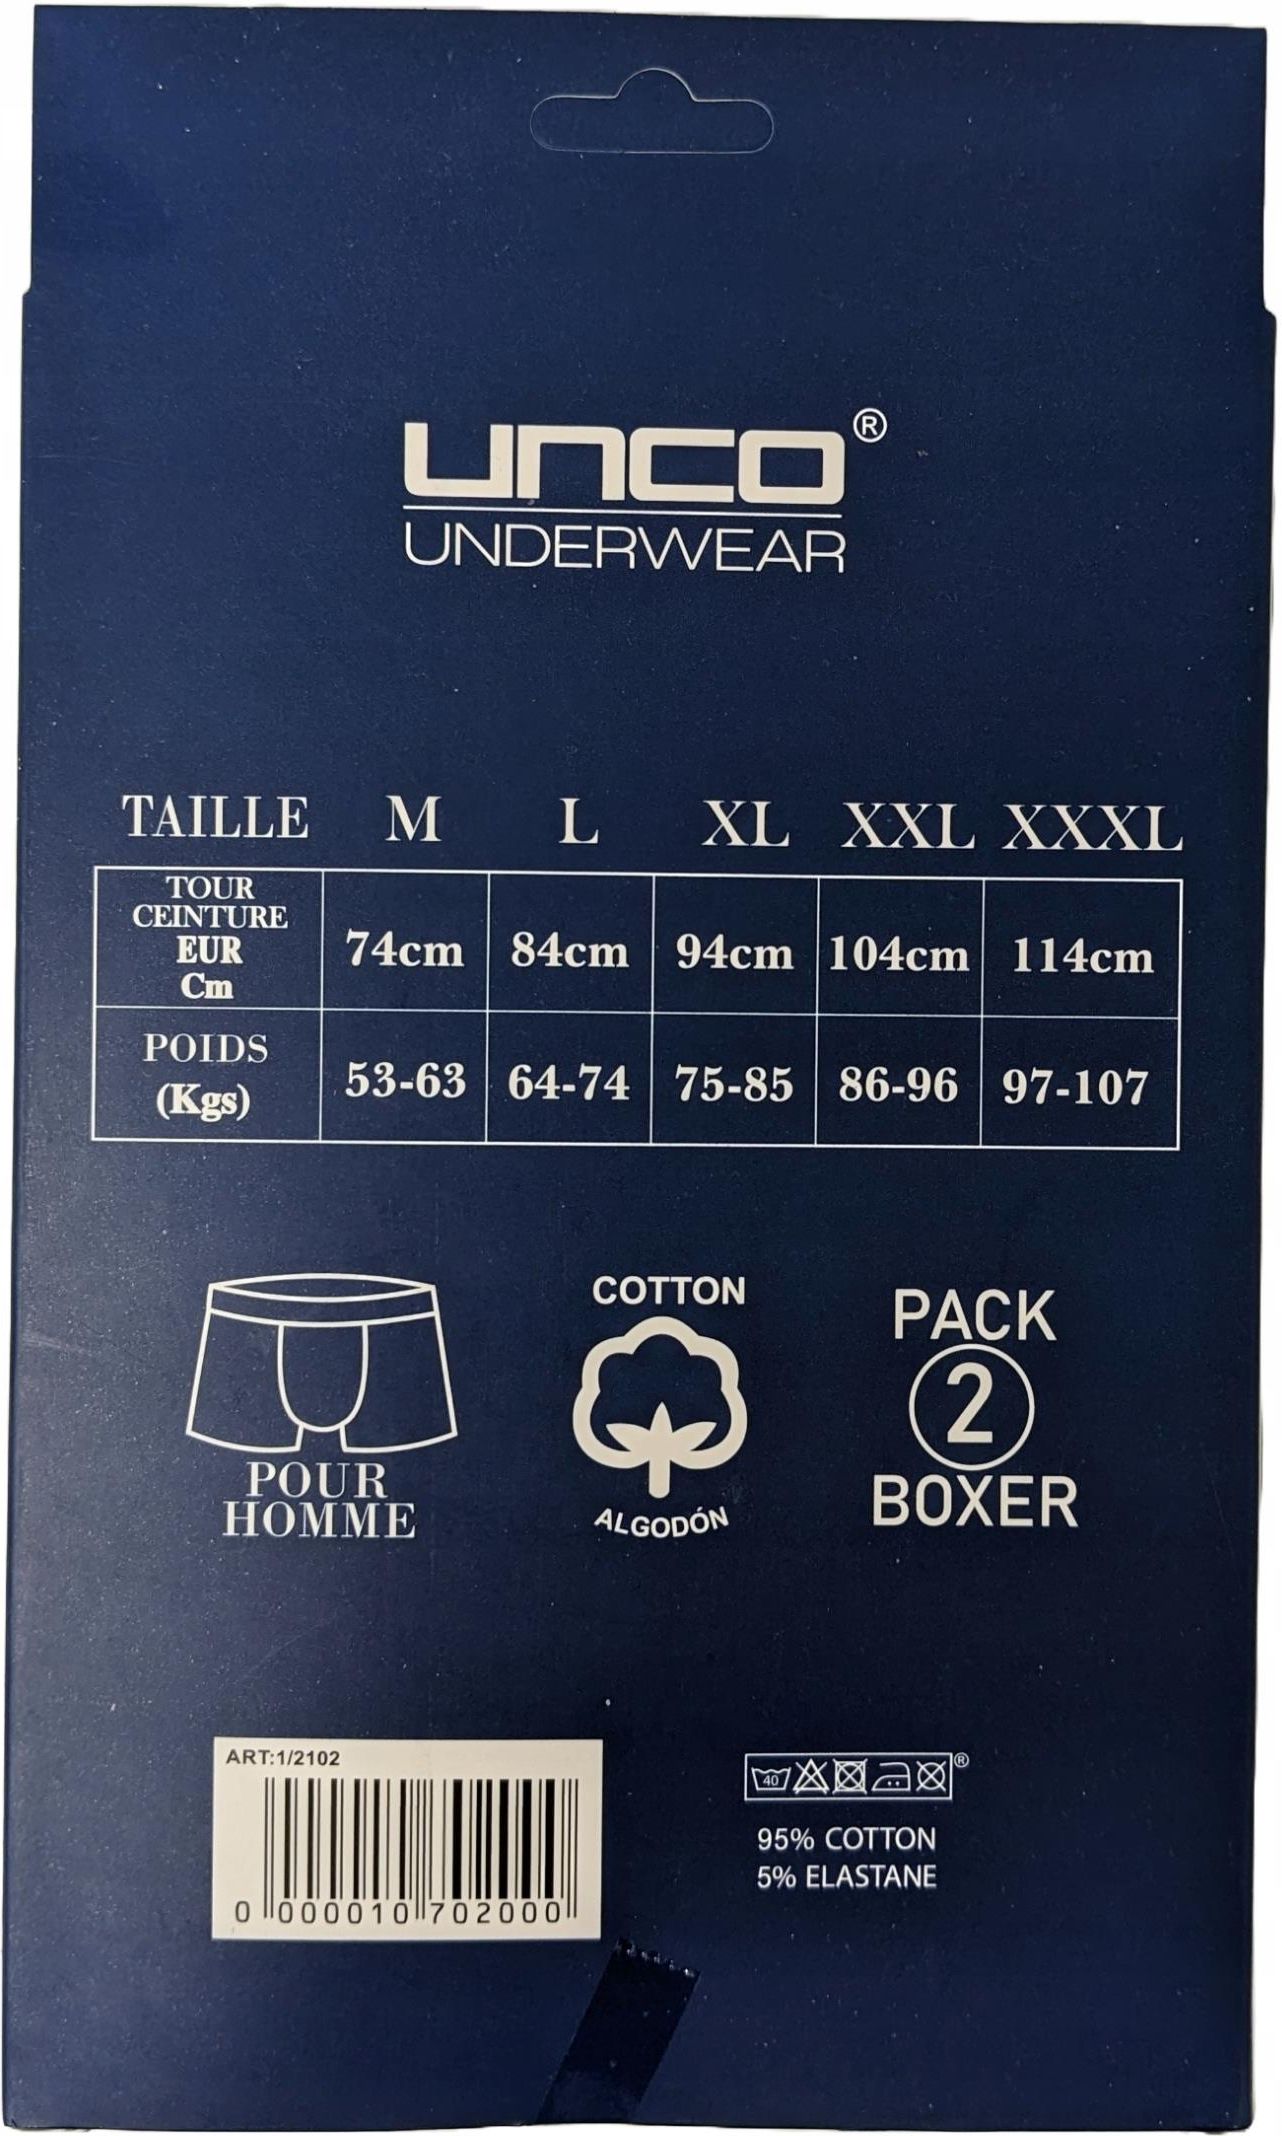 unco®
UNDERWEAR
TAILLE M L XL XXL XXXL
TOUR
CEINTURE
EUR
Cm
74cm 84cm 94cm 104cm 114cm
POIDS
(Kgs)
53-63 64-74 75-85 86-96 97-107
POUR
HOMME
COTTON
ALGODÓN
PACK
2
BOXER
ART:1/2102
0 000010 702000
40 ®
95% COTTON
5% ELASTANE